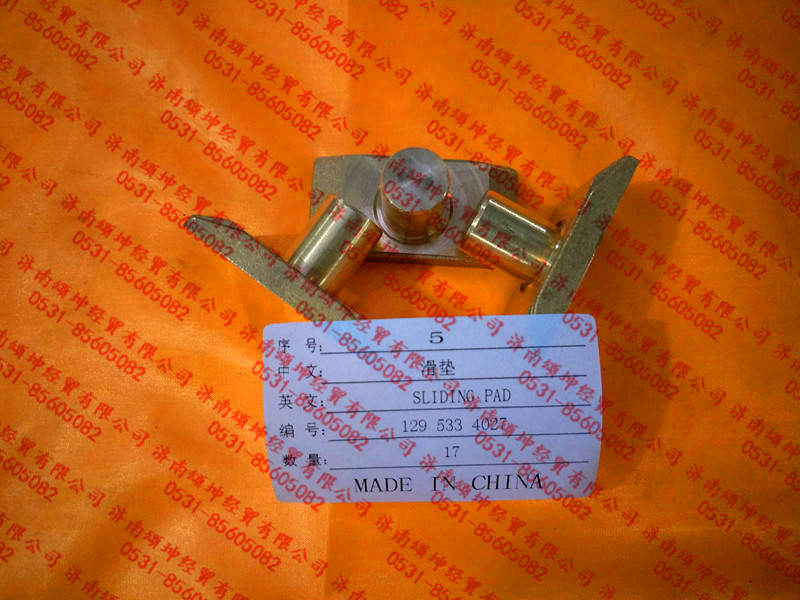 序 号: 5
中 文: 滑垫
英 文: SLIDING PAD
编 号: 129 533 4027
数 量: 17
MADE IN CHINA
济南颂坤经贸有限公司
0531-85605082